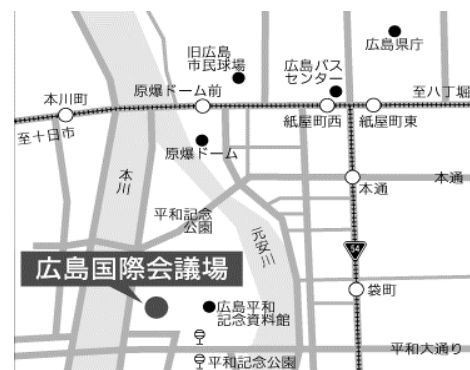 広島県庁
旧広島
市民球場
広島バス
センター
本川町
原爆ドーム前
至八丁堀
至十日市
紙屋町西
紙屋町東
原爆ドーム
本川
本通
本通
平和記念
公園
元安川
54
広島国際会議場
袋町
広島平和
記念資料館
平和大通り
平和記念公園